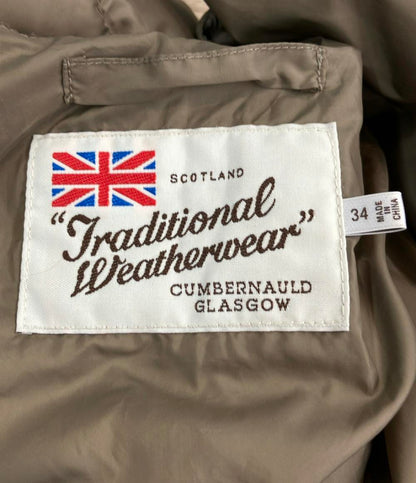 SCOTLAND
"Traditional
Weatherwear"
CUMBERNAULD
GLASGOW
34
MADE
IN
CHINA